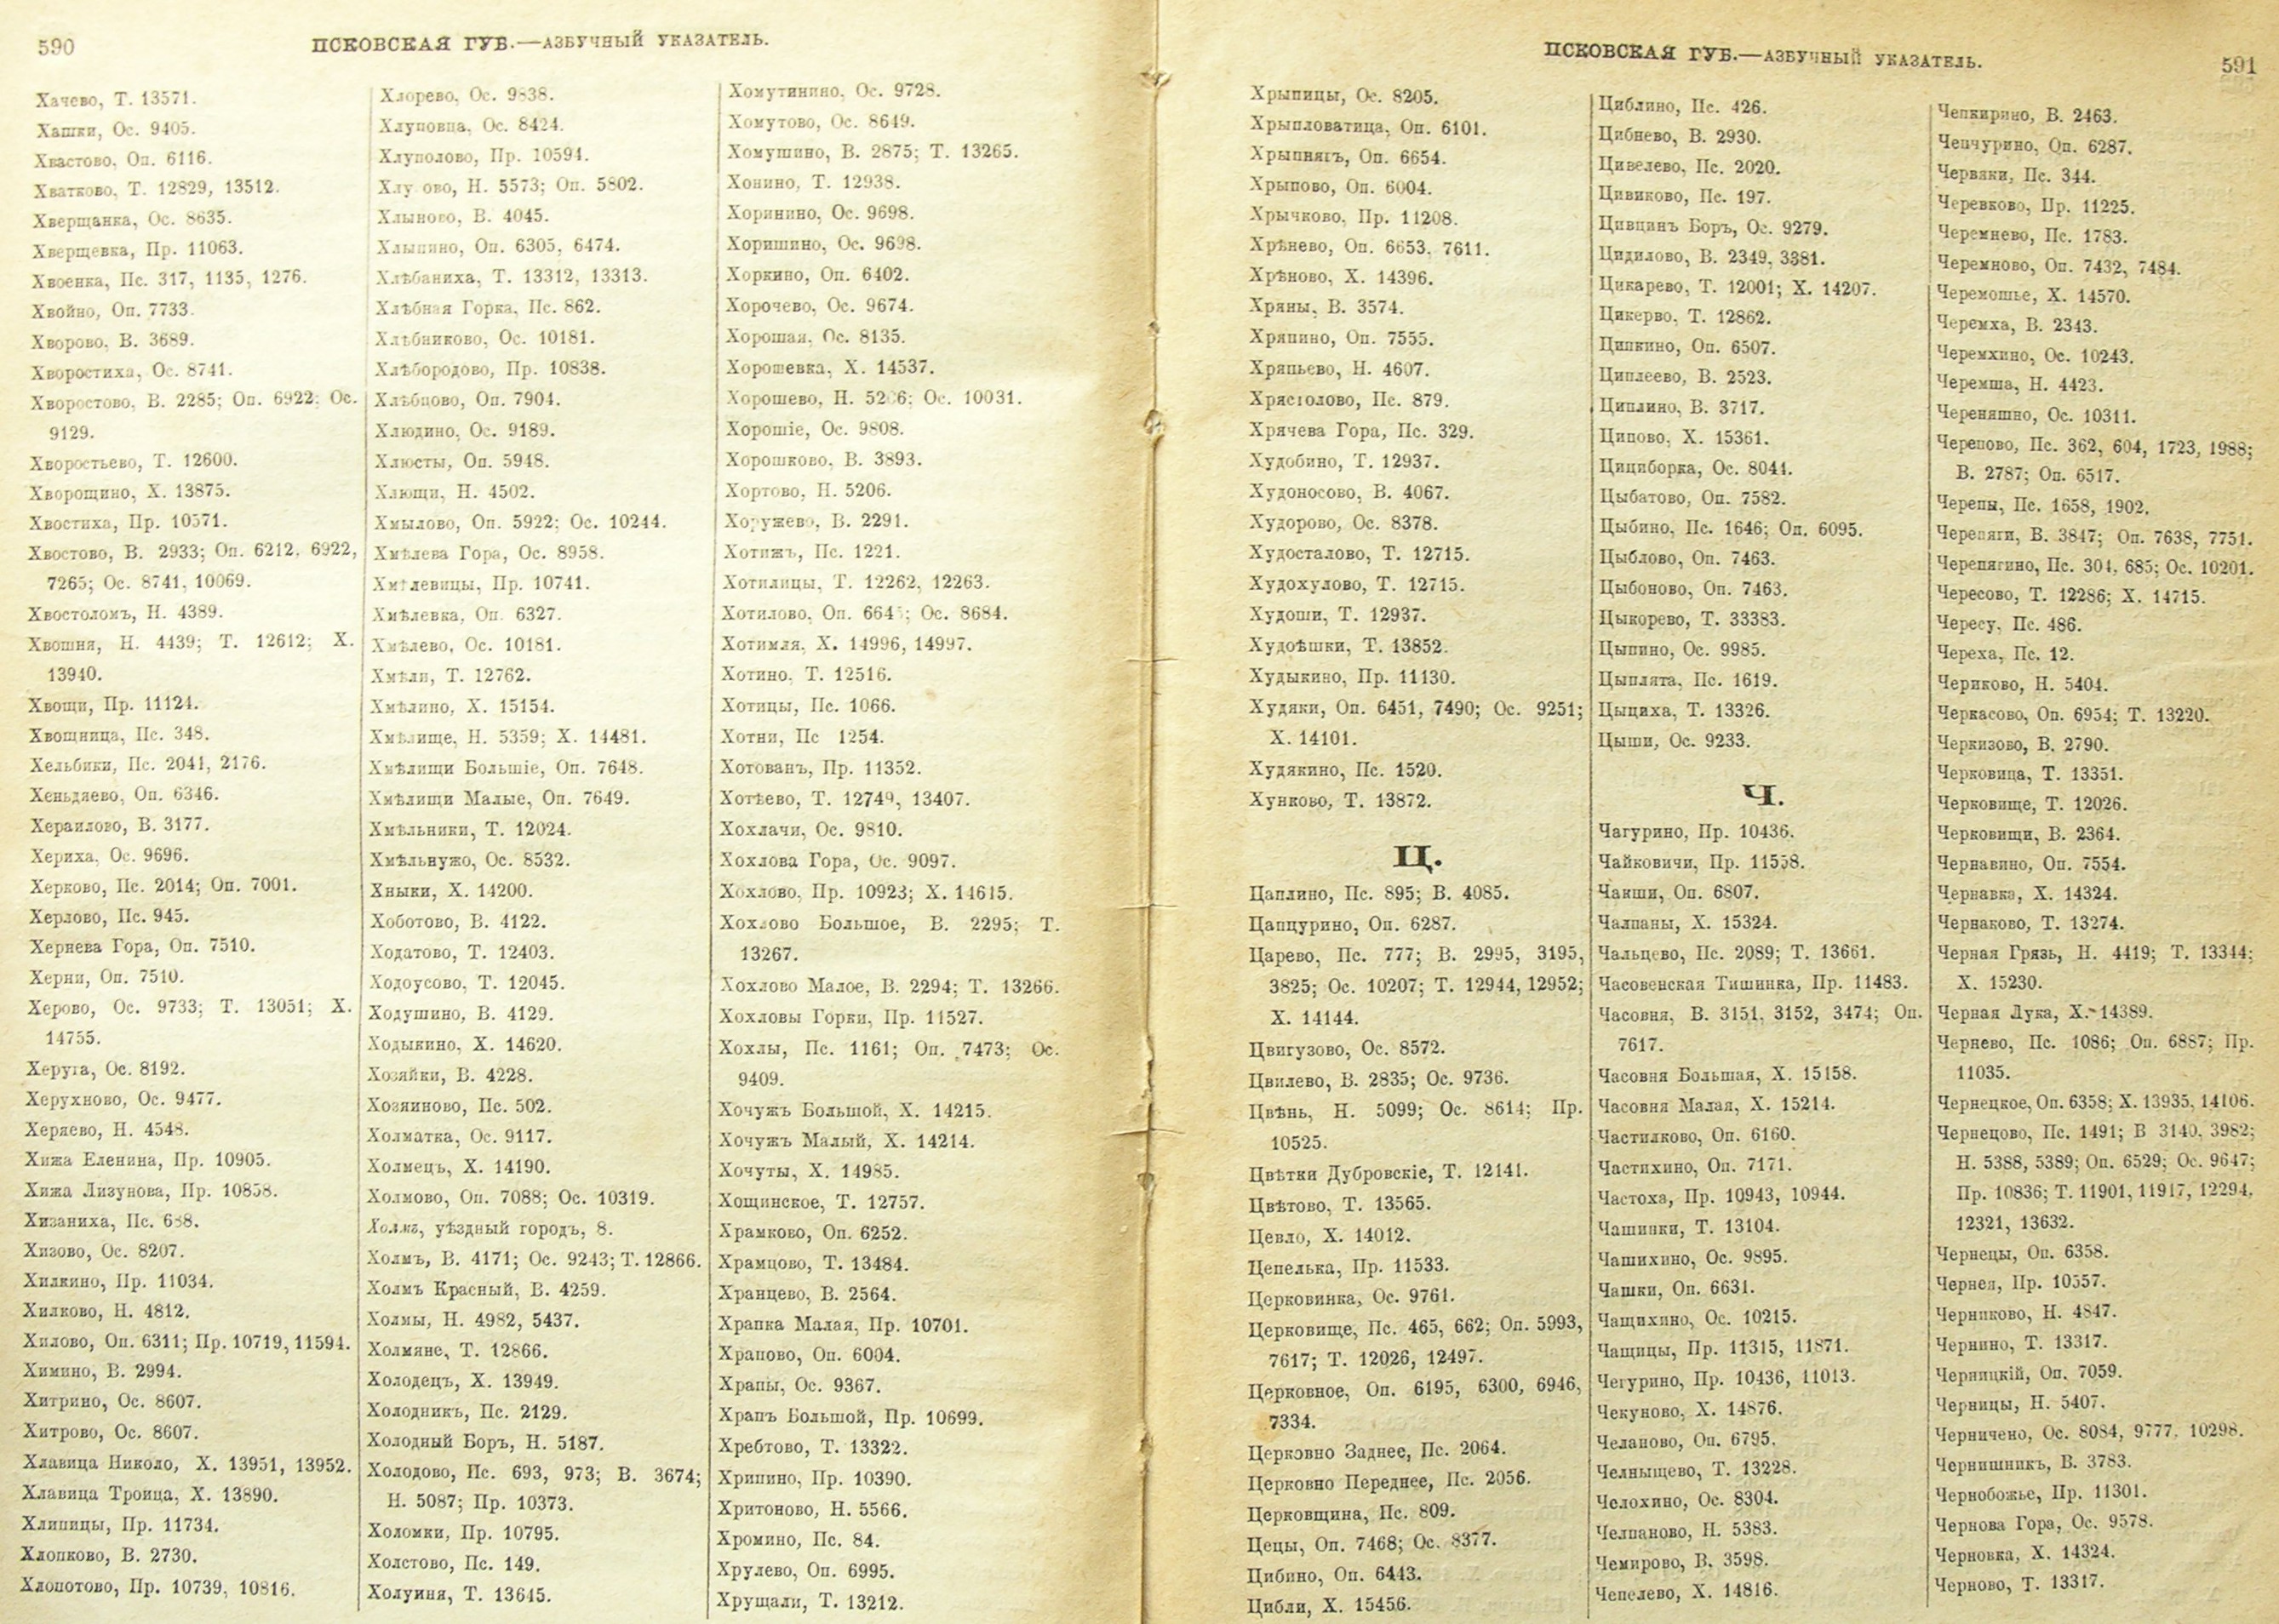 590
ПСКОВСКАЯ ГУБ.—АЗБУЧНЫЙ УКАЗАТЕЛЬ.
Хачево, Т. 13571.
Хашки, Ос. 9405.
Хвастово, Оп. 6116.
Хватково, Т. 12829, 13512.
Хверщанка, Ос. 8635.
Хверщевка, Пр. 11063.
Хвоенка, Пс. 317, 1135, 1276.
Хвойно, Оп. 7733.
Хворово, В. 3689.
Хворостиха, Ос. 8741.
Хворостово, В. 2285; Оп. 6922; Ос.
9129.
Хворостьево, Т. 12600.
Хворощино, Х. 13875.
Хвостиха, Пр. 10571.
Хвостово, В. 2933; Оп. 6212, 6922,
7265; Ос. 8741, 10069.
Хвостоломъ, Н. 4389.
Хвошня, Н. 4439; Т. 12612; Х.
13940.
Хвощи, Пр. 11124.
Хвощница, Пс. 348.
Хельбики, Пс. 2041, 2176.
Хеньдяево, Оп. 6346.
Хераилово, В. 3177.
Хериха, Ос. 9696.
Херково, Пс. 2014; Оп. 7001.
Херлово, Пс. 945.
Хернева Гора, Оп. 7510.
Херни, Оп. 7510.
Херово, Ос. 9733; Т. 13051; Х.
14755.
Херуга, Ос. 8192.
Херухново, Ос. 9477.
Херяево, Н. 4548.
Хижа Еленина, Пр. 10905.
Хижа Лизунова, Пр. 10858.
Хизаниха, Пс. 638.
Хизово, Ос. 8207.
Хилкино, Пр. 11034.
Хилково, Н. 4812.
Хилово, Оп. 6311; Пр. 10719, 11594.
Химино, В. 2994.
Хитрино, Ос. 8607.
Хитрово, Ос. 8607.
Хлавица Николо, Х. 13951, 13952.
Хлавица Троица, Х. 13890.
Хлипицы, Пр. 11734.
Хлопково, В. 2730.
Хлопотово, Пр. 10739, 10816.
Хлорево, Ос. 9838.
Хлуповца, Ос. 8424.
Хлуполово, Пр. 10594.
Н. 5573; Оп. 5802.
Хлыново, В. 4045.
Хлыпино, Оп. 6305, 6474.
Хлѣбаниха, Т. 13312, 13313.
Хлѣбная Горка, Пс. 862.
Хлѣбниково, Ос. 10181.
Хлѣбородово, Пр. 10838.
Хлѣбцово, Оп. 7904.
Хлюдино, Ос. 9189.
Хлюсты, Оп. 5948.
Хлющи, Н. 4502.
Хмылово, Оп. 5922; Ос. 10244.
Хмѣлева Гора, Ос. 8958.
Хмѣлевицы, Пр. 10741.
Хмѣлевка, Оп. 6327.
Хмѣлево, Ос. 10181.
Хмѣли, Т. 12762.
Хмѣлино, Х. 15154.
Хмѣлище, Н. 5359; Х. 14481.
Хмѣлищи Большіе, Оп. 7648.
Хмѣлищи Малые, Оп. 7649.
Хмѣльники, Т. 12024.
Хмѣльнужо, Ос. 8532.
Хныки, Х. 14200.
Хоботово, В. 4122.
Ходатово, Т. 12403.
Ходоусово, Т. 12045.
Ходушино, В. 4129.
Ходыкино, Х. 14620.
Хозяйки, В. 4228.
Хозяиново, Пс. 502.
Холматка, Ос. 9117.
Холмецъ, Х. 14190.
Холмово, Оп. 7088; Ос. 10319.
Холмъ, уѣздный городъ, 8.
Холмъ, В. 4171; Ос. 9243; Т. 12866.
Холмъ Красный, В. 4259.
Холмы, Н. 4982, 5437.
Холмяне, Т. 12866.
Холодецъ, Х. 13949.
Холодникъ, Пс. 2129.
Холодный Боръ, Н. 5187.
Холодово, Пс. 693, 973; В. 3674;
Н. 5087; Пр. 10373.
Холомки, Пр. 10795.
Холстово, Пс. 149.
Холуиня, Т. 13645.
Хомутинино, Ос. 9728.
Хомутово, Ос. 8649.
Хомушино, В. 2875; Т. 13265.
Хонино, Т. 12938.
Хоринино, Ос. 9698.
Хоришино, Ос. 9698.
Хоркино, Оп. 6402.
Хорочево, Ос. 9674.
Хорошая, Ос. 8135.
Хорошевка, Х. 14537.
Хорошево, Н. Ос. 10031.
Хорошіе, Ос. 9808.
Хорошково, В. 3893.
Хортово, Н. 5206.
Хоружево, В. 2291.
Хотижъ, Пс. 1221.
Хотилицы, Т. 12262, 12263.
Хотилово, Оп. Ос. 8684.
Хотимля, Х. 14996, 14997.
Хотино, Т. 12516.
Хотицы, Пс. 1066.
Хотни, Пс 1254.
Хотованъ, Пр. 11352.
Хотѣево, Т. 12749, 13407.
Хохлачи, Ос. 9810.
Хохлова Гора, Ос. 9097.
Хохлово, Пр. 10923; Х. 14615.
Хохлово Большое, В. 2295; Т.
13267.
Хохлово Малое, В. 2294; Т. 13266.
Хохловы Горки, Пр. 11527.
Хохлы, Пс. 1161; Оп. 7473; Ос.
9409.
Хочужъ Большой, Х. 14215.
Хочужъ Малый, Х. 14214.
Хочуты, Х. 14985.
Хощинское, Т. 12757.
Храмково, Оп. 6252.
Храмцово, Т. 13484.
Хранцево, В. 2564.
Храпка Малая, Пр. 10701.
Храпово, Оп. 6004.
Храпы, Ос. 9367.
Храпъ Большой, Пр. 10699.
Хребтово, Т. 13322.
Хрипино, Пр. 10390.
Хритоново, Н. 5566.
Хромино, Пс. 84.
Хрулево, Оп. 6995.
Хрущали, Т. 13212.
ПСКОВСКАЯ ГУБ.—АЗБУЧНЫЙ УКАЗАТЕЛЬ.
591
Хрыпицы, Ос. 8205.
Хрыпловатица, Оп. 6101.
Хрыпнягъ, Оп. 6654.
Хрыпово, Оп. 6004.
Хрычково, Пр. 11208.
Хрѣнево, Оп. 6653, 7611.
Хрѣново, Х. 14396.
Хряны, В. 3574.
Хряпино, Оп. 7555.
Хряпьево, Н. 4607.
Хрястолово, Пс. 879.
Хрячева Гора, Пс. 329.
Худобино, Т. 12937.
Худоносово, В. 4067.
Худорово, Ос. 8378.
Худосталово, Т. 12715.
Худохулово, Т. 12715.
Худоши, Т. 12937.
Худоѣшки, Т. 13852.
Худыкино, Пр. 11130.
Худяки, Оп. 6451, 7490; Ос. 9251;
Х. 14101.
Худякино, Пс. 1520.
Хунково, Т. 13872.
Ц.
Цаплино, Пс. 895; В. 4085.
Цапцурино, Оп. 6287.
Царево, Пс. 777; В. 2995, 3195,
3825; Ос. 10207; Т. 12944, 12952;
Х. 14144.
Цвигузово, Ос. 8572.
Цвилево, В. 2835; Ос. 9736.
Цвѣнь, Н. 5099; Ос. 8614; Пр.
10525.
Цвѣтки Дубровскіе, Т. 12141.
Цвѣтово, Т. 13565.
Цевло, Х. 14012.
Цепелька, Пр. 11533.
Церковинка, Ос. 9761.
Церковище, Пс. 465, 662; Оп. 5993,
7617; Т. 12026, 12497.
Церковное, Оп. 6195, 6300, 6946,
7334.
Церковно Заднее, Пс. 2064.
Церковно Переднее, Пс. 2056.
Церковщина, Пс. 809.
Цецы, Оп. 7468; Ос. 8377.
Цибино, Оп. 6443.
Цибли, Х. 15456.
Циблино, Пс. 426.
Цибнево, В. 2930.
Цивелево, Пс. 2020.
Цивиково, Пс. 197.
Цивцинъ Боръ, Ос. 9279.
Цидилово, В. 2349, 3381.
Цикарево, Т. 12001; Х. 14207.
Цикерво, Т. 12862.
Ципкино, Оп. 6507.
Циплеево, В. 2523.
Циплино, В. 3717.
Ципово, Х. 15361.
Цициборка, Ос. 8041.
Цыбатово, Оп. 7582.
Цыбино, Пс. 1646; Оп. 6095.
Цыблово, Оп. 7463.
Цыбоново, Оп. 7463.
Цыкорево, Т. 33383.
Цыпино, Ос. 9985.
Цыплята, Пс. 1619.
Цыциха, Т. 13326.
Цыши, Ос. 9233.
Ч.
Чагурино, Пр. 10436.
Чайковичи, Пр. 11558.
Чакши, Оп. 6807.
Чалпаны, Х. 15324.
Чальцево, Пс. 2089; Т. 13661.
Часовенская Тишинка, Пр. 11483.
Часовня, В. 3151, 3152, 3474; Оп.
7617.
Часовня Большая, Х. 15158.
Часовня Малая, Х. 15214.
Частилково, Оп. 6160.
Частихино, Оп. 7171.
Частоха, Пр. 10943, 10944.
Чашинки, Т. 13104.
Чашихино, Ос. 9895.
Чашки, Оп. 6631.
Чащихино, Ос. 10215.
Чащицы, Пр. 11315, 11871.
Чегурино, Пр. 10436, 11013.
Чекуново, Х. 14876.
Челаново, Оп. 6795.
Челныщево, Т. 13228.
Челохино, Ос. 8304.
Челпаново, Н. 5383.
Чемирово, В. 3598.
Чепелево, Х. 14816.
Чепкирино, В. 2463.
Чепчурино, Оп. 6287.
Червяки, Пс. 344.
Черевково, Пр. 11225.
Черемнево, Пс. 1783.
Черемново, Оп. 7432, 7484.
Черемошье, Х. 14570.
Черемха, В. 2343.
Черемхино, Ос. 10243.
Черемша, Н. 4423.
Череняшно, Ос. 10311.
Черепово, Пс. 362, 604, 1723, 1988;
В. 2787; Оп. 6517.
Черепы, Пс. 1658, 1902.
Черепяги, В. 3847; Оп. 7638, 7751.
Черепягино, Пс. 301, 685; Ос. 10201.
Чересово, Т. 12286; Х. 14715.
Чересу, Пс. 486.
Череха, Пс. 12.
Чериково, Н. 5404.
Черкасово, Оп. 6954; Т. 13220.
Черкизово, В. 2790.
Черковица, Т. 13351.
Черковище, Т. 12026.
Черковищи, В. 2364.
Чернавино, Оп. 7554.
Чернавка, Х. 14324.
Чернаково, Т. 13274.
Черная Грязь, Н. 4419; Т. 13344;
Х. 15230.
Черная Лука, Х. 14389.
Чернево, Пс. 1086; Оп. 6887; Пр.
11035.
Чернецкое, Оп. 6358; Х. 13935, 14106.
Чернецово, Пс. 1491; В 3140, 3982;
Н. 5388, 5389; Оп. 6529; Ос. 9647;
Пр. 10836; Т. 11901, 11917, 12294,
12321, 13632.
Чернецы, Оп. 6358.
Чернея, Пр. 10557.
Черниково, Н. 4847.
Чернино, Т. 13317.
Черницкій, Оп. 7059.
Черницы, Н. 5407.
Черничено, Ос. 8084, 9777, 10298.
Чернишникъ, В. 3783.
Чернобожье, Пр. 11301.
Чернова Гора, Ос. 9578.
Черновка, Х. 14324.
Черново, Т. 13317.